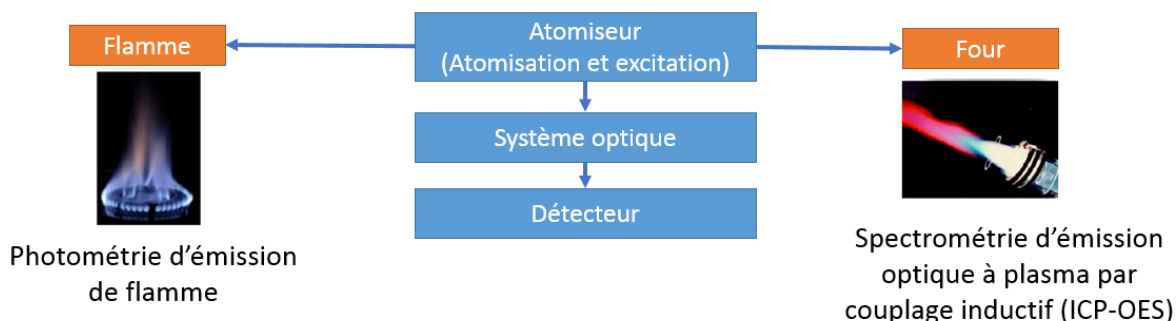 Flamme
Atomiseur
(Atomisation et excitation)
Four
Système optique
Détecteur
Photométrie d’émission
de flamme
Spectrométrie d’émission
optique à plasma par
couplage inductif (ICP-OES)